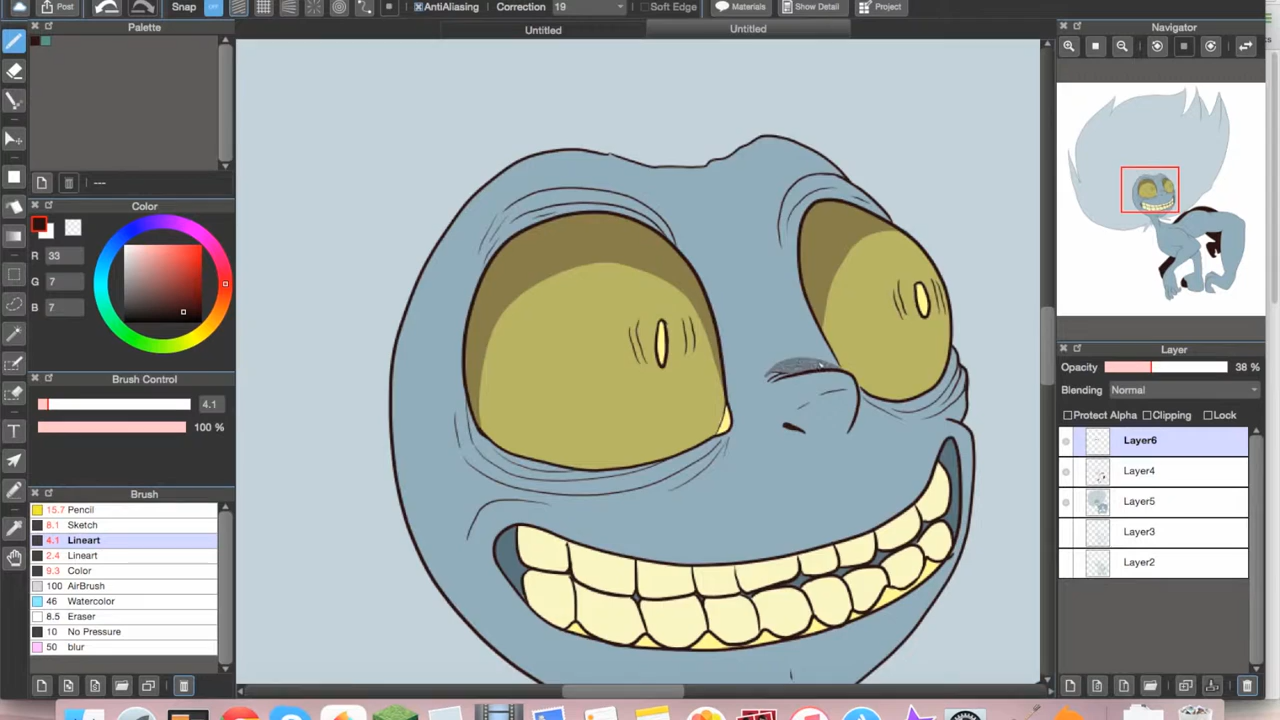 Post Snap AntiAliasing Correction 19 Soft Edge Materials Show Detail Project
Palette Untitled Untitled Navigator
---
Color
R 33
G 7
B 7
Layer
Opacity 38 %
Brush Control
Blending Normal
4.1
Protect Alpha Clipping Lock
100 %
Layer6
Layer4
Brush
Layer5
15.7 Pencil
8.1 Sketch
Layer3
4.1 Lineart
2.4 Lineart
Layer2
9.3 Color
100 AirBrush
46 Watercolor
8.5 Eraser
10 No Pressure
50 blur